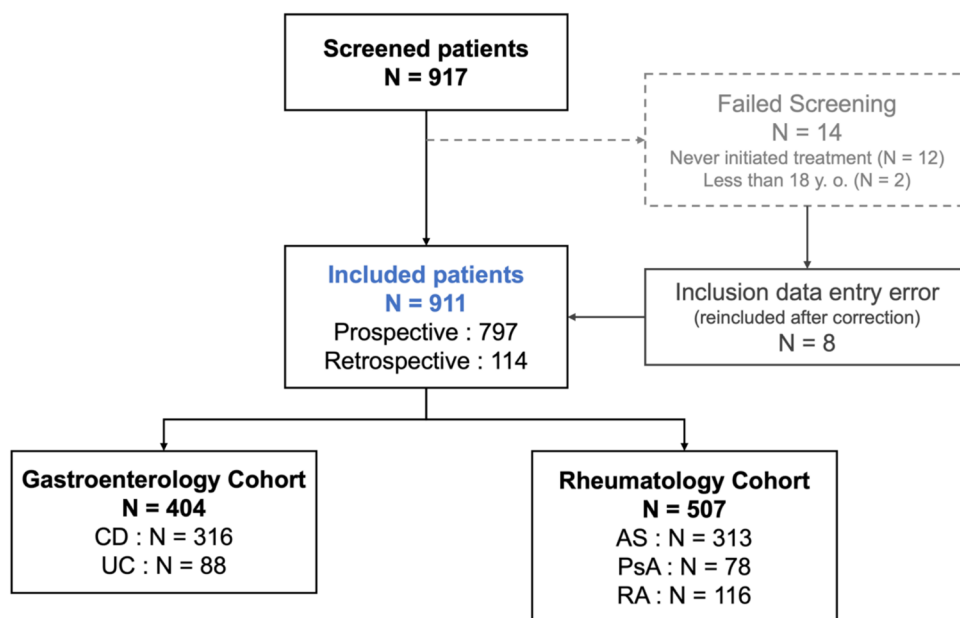 Screened patients
N = 917
Failed Screening
N = 14
Never initiated treatment (N = 12)
Less than 18 y. o. (N = 2)
Included patients
N = 911
Prospective : 797
Retrospective : 114
Inclusion data entry error
(reincluded after correction)
N = 8
Gastroenterology Cohort
N = 404
CD : N = 316
UC : N = 88
Rheumatology Cohort
N = 507
AS : N = 313
PsA : N = 78
RA : N = 116